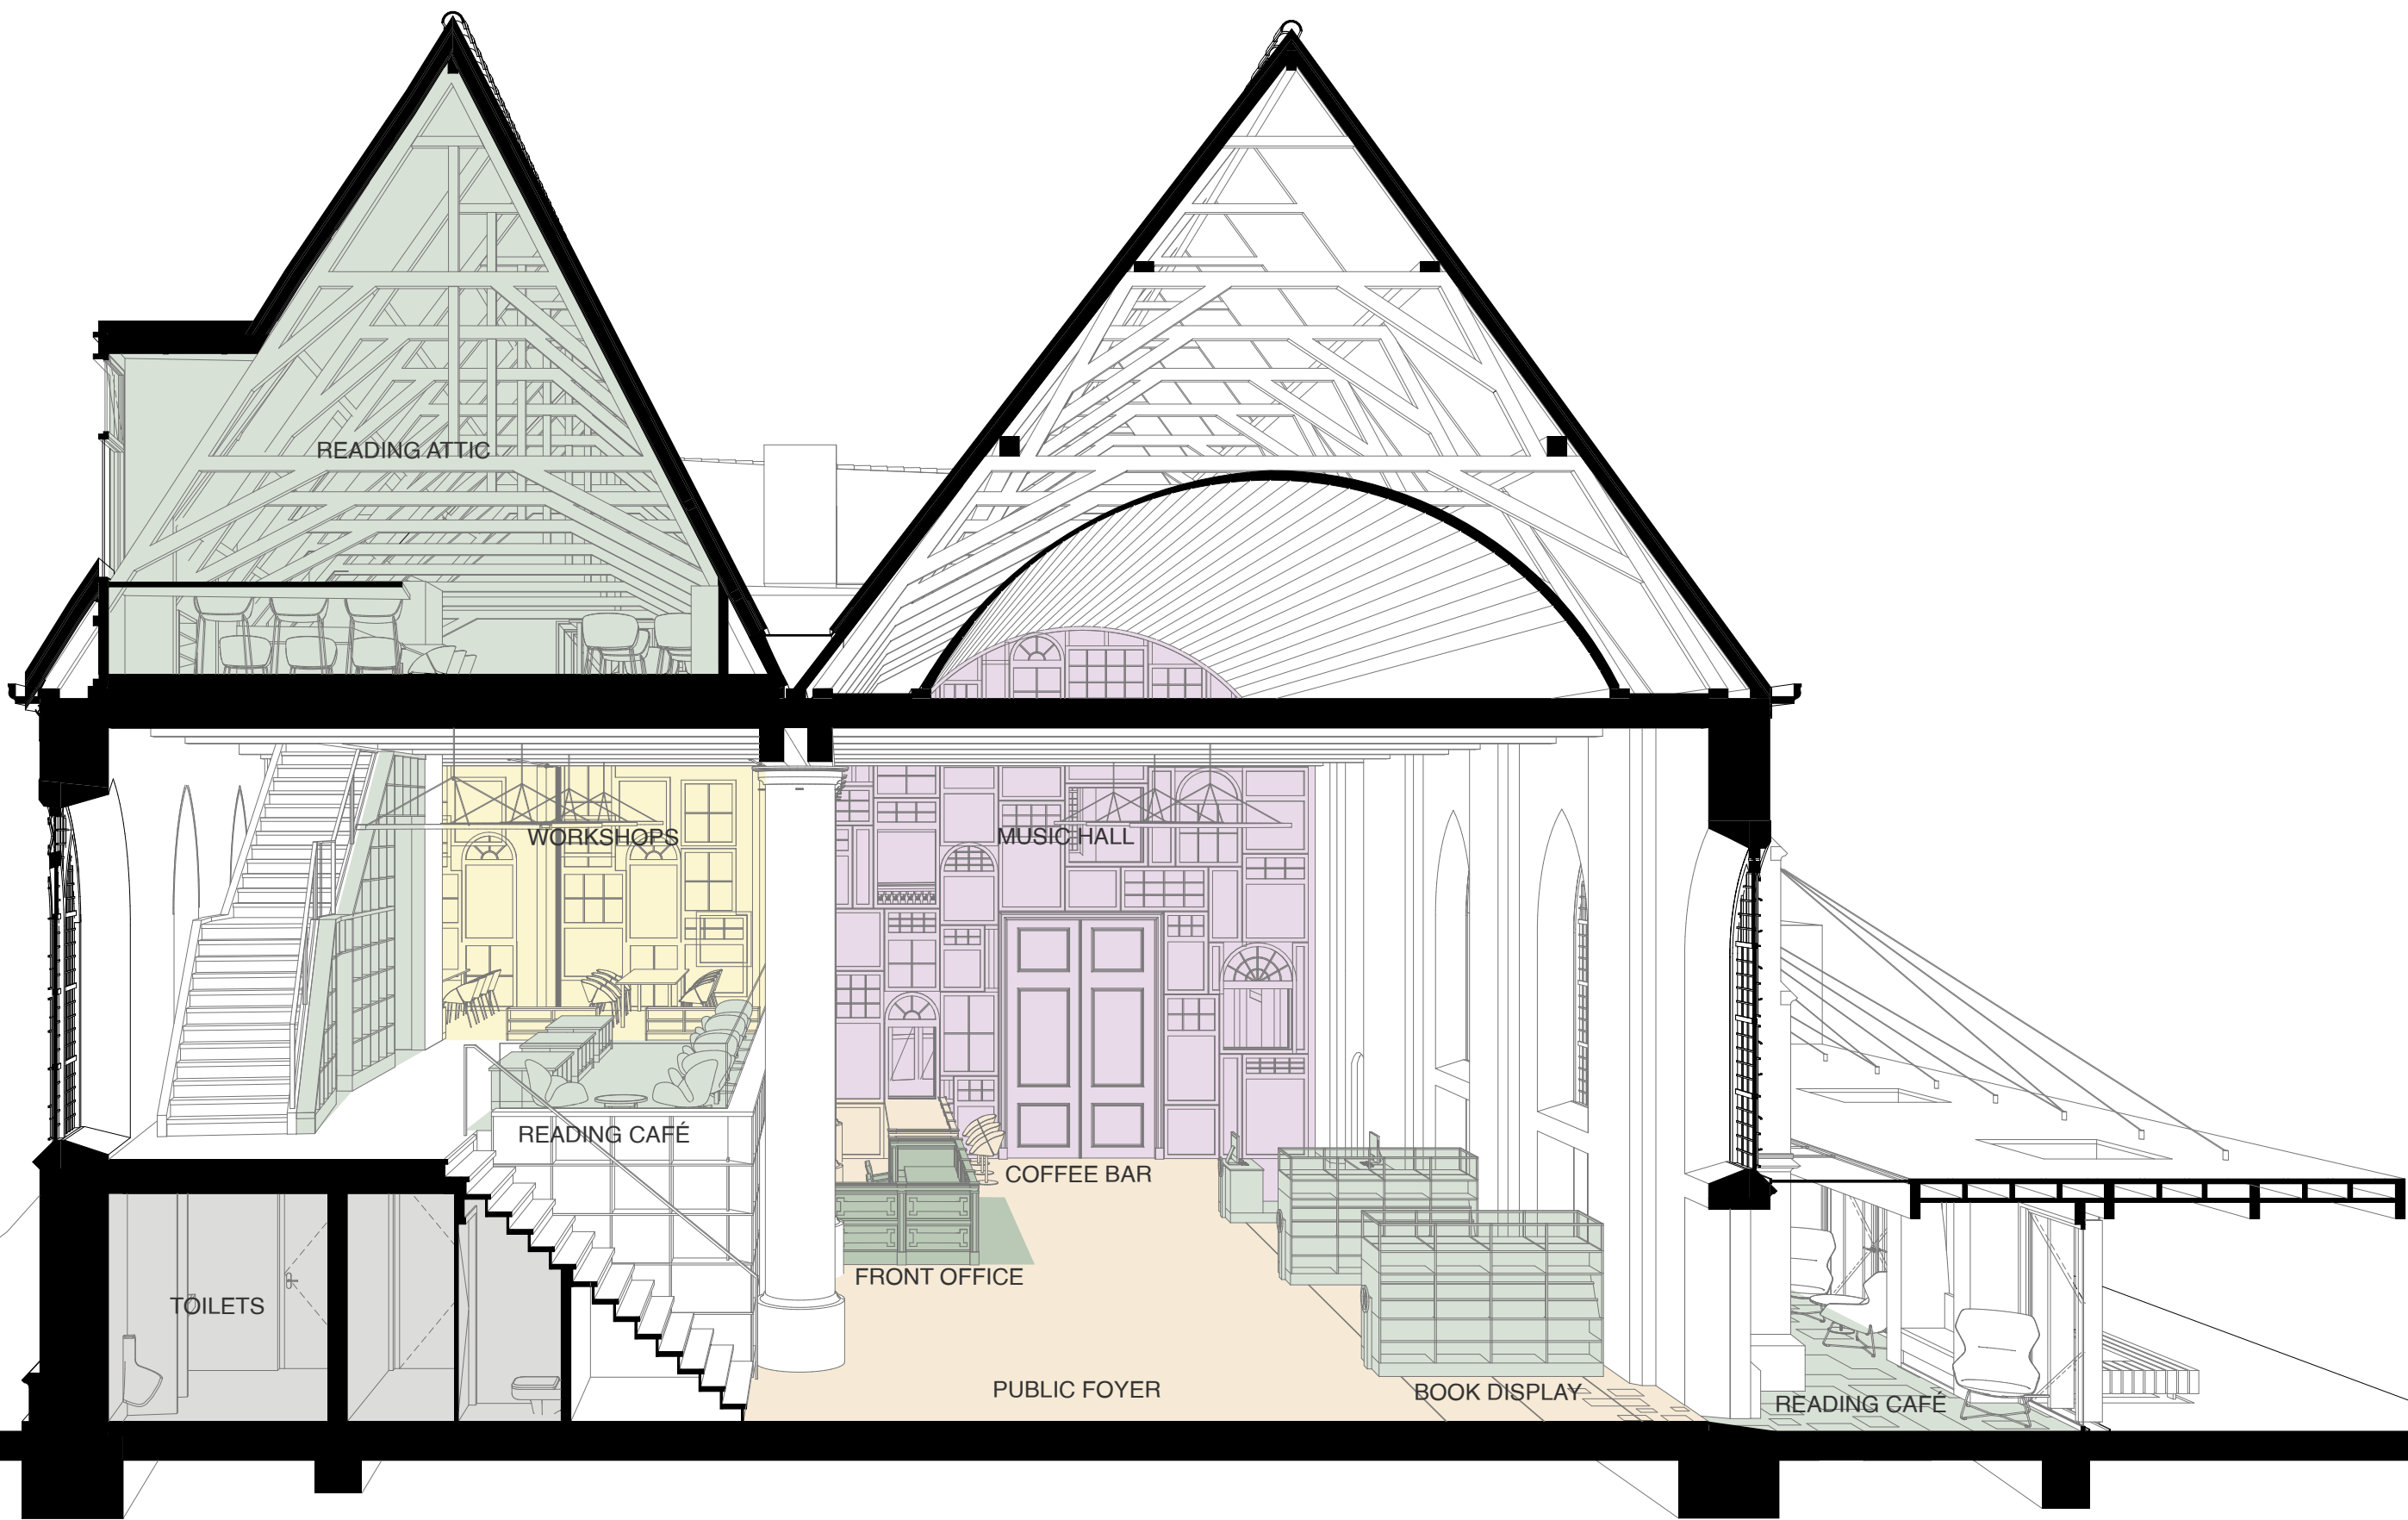 READING ATTIC
WORKSHOPS
MUSIC HALL
READING CAFÉ
COFFEE BAR
FRONT OFFICE
TOILETS
PUBLIC FOYER
BOOK DISPLAY
READING CAFÉ